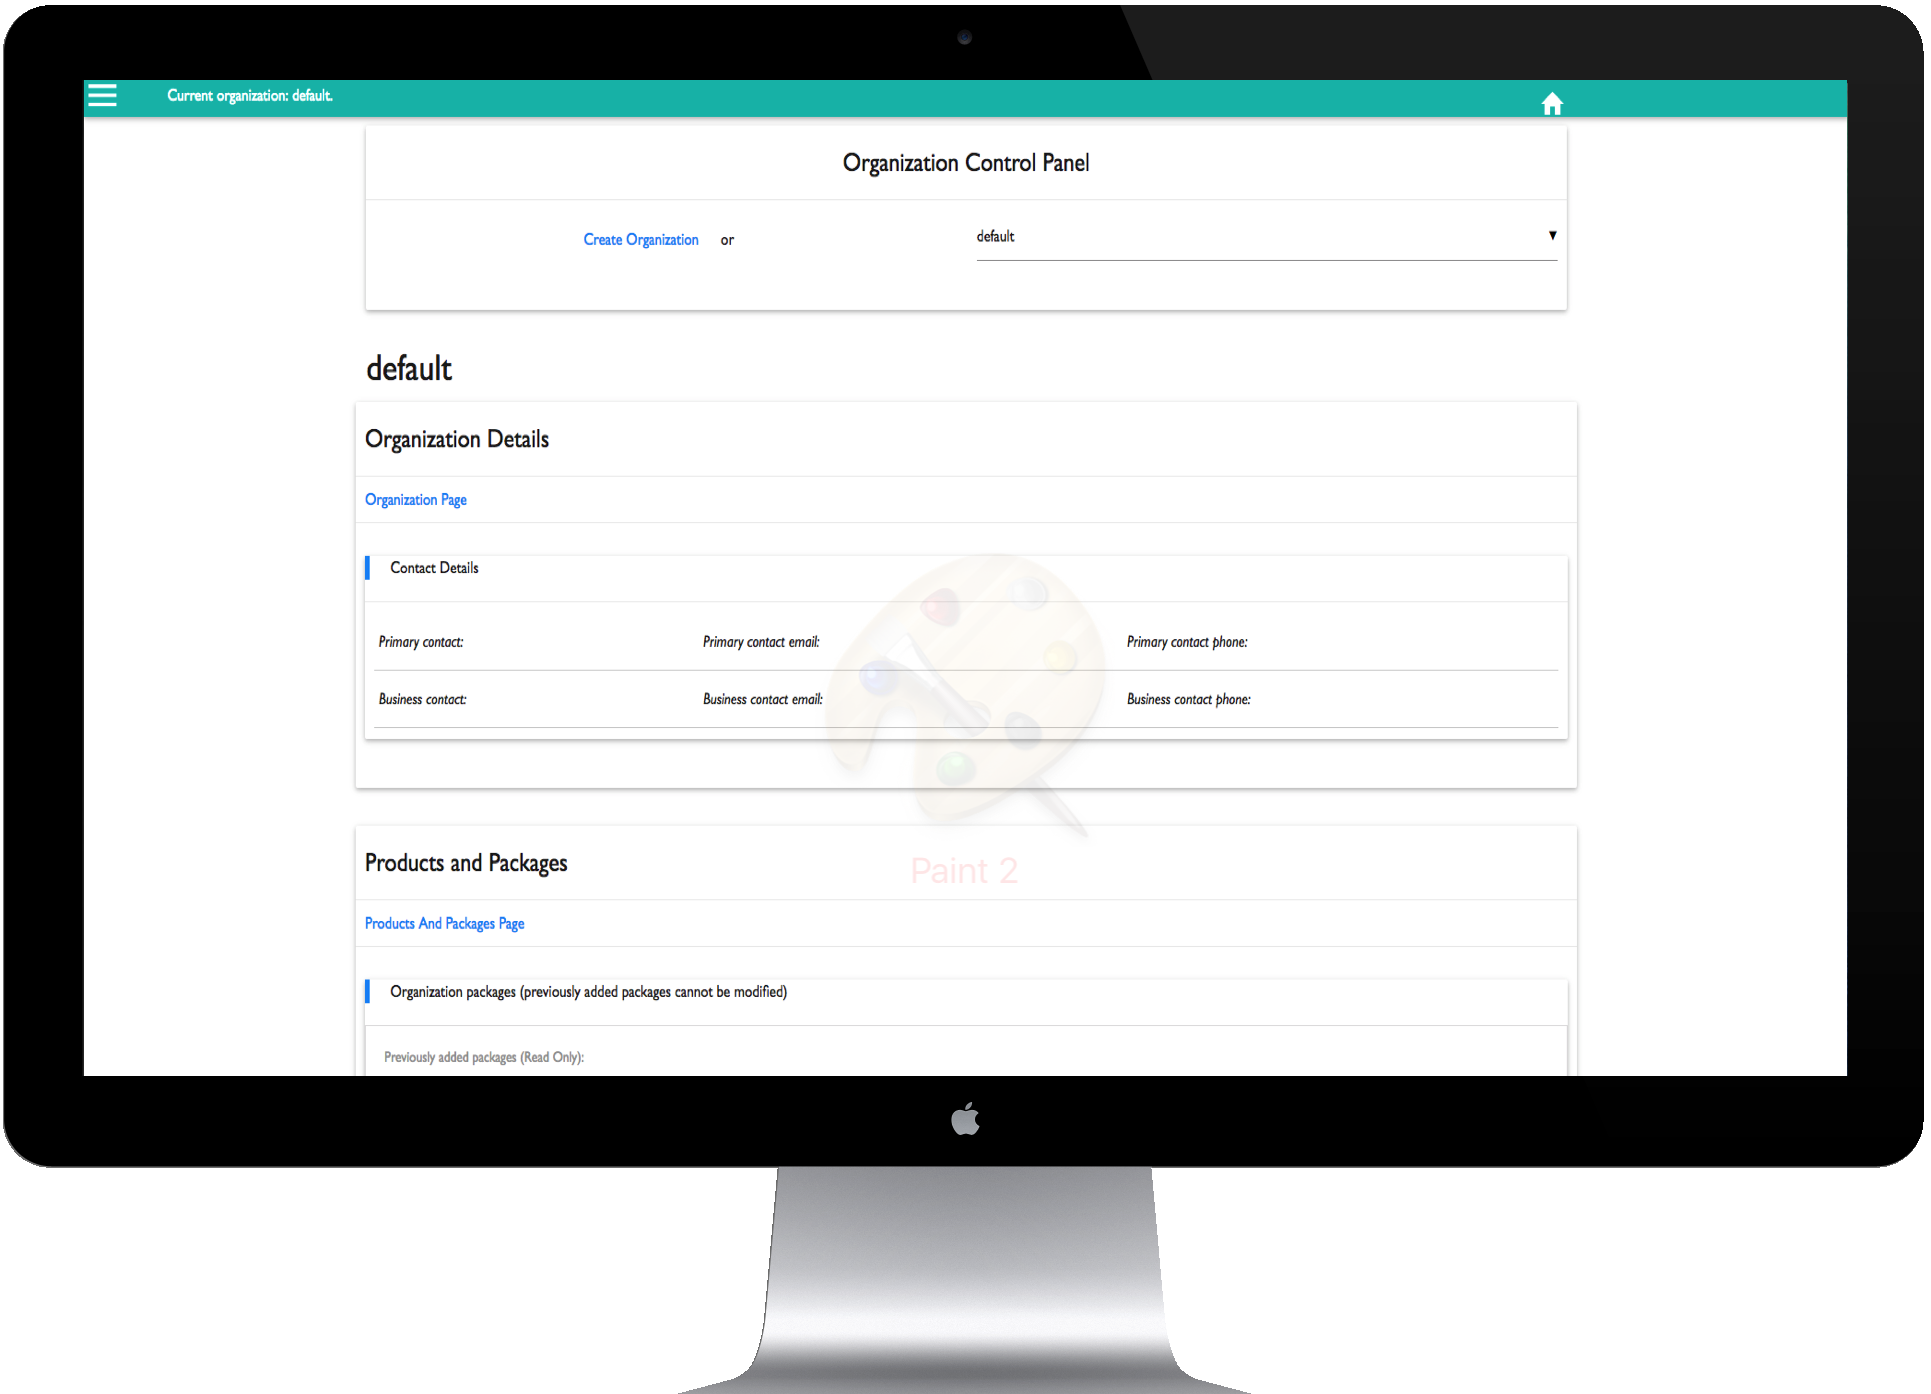 Current organization: default.
Organization Control Panel
Create Organization or default
default
Organization Details
Organization Page
Contact Details
Primary contact: Primary contact email: Primary contact phone:
Business contact: Business contact email: Business contact phone:
Paint 2
Products and Packages
Products And Packages Page
Organization packages (previously added packages cannot be modified)
Previously added packages (Read Only):